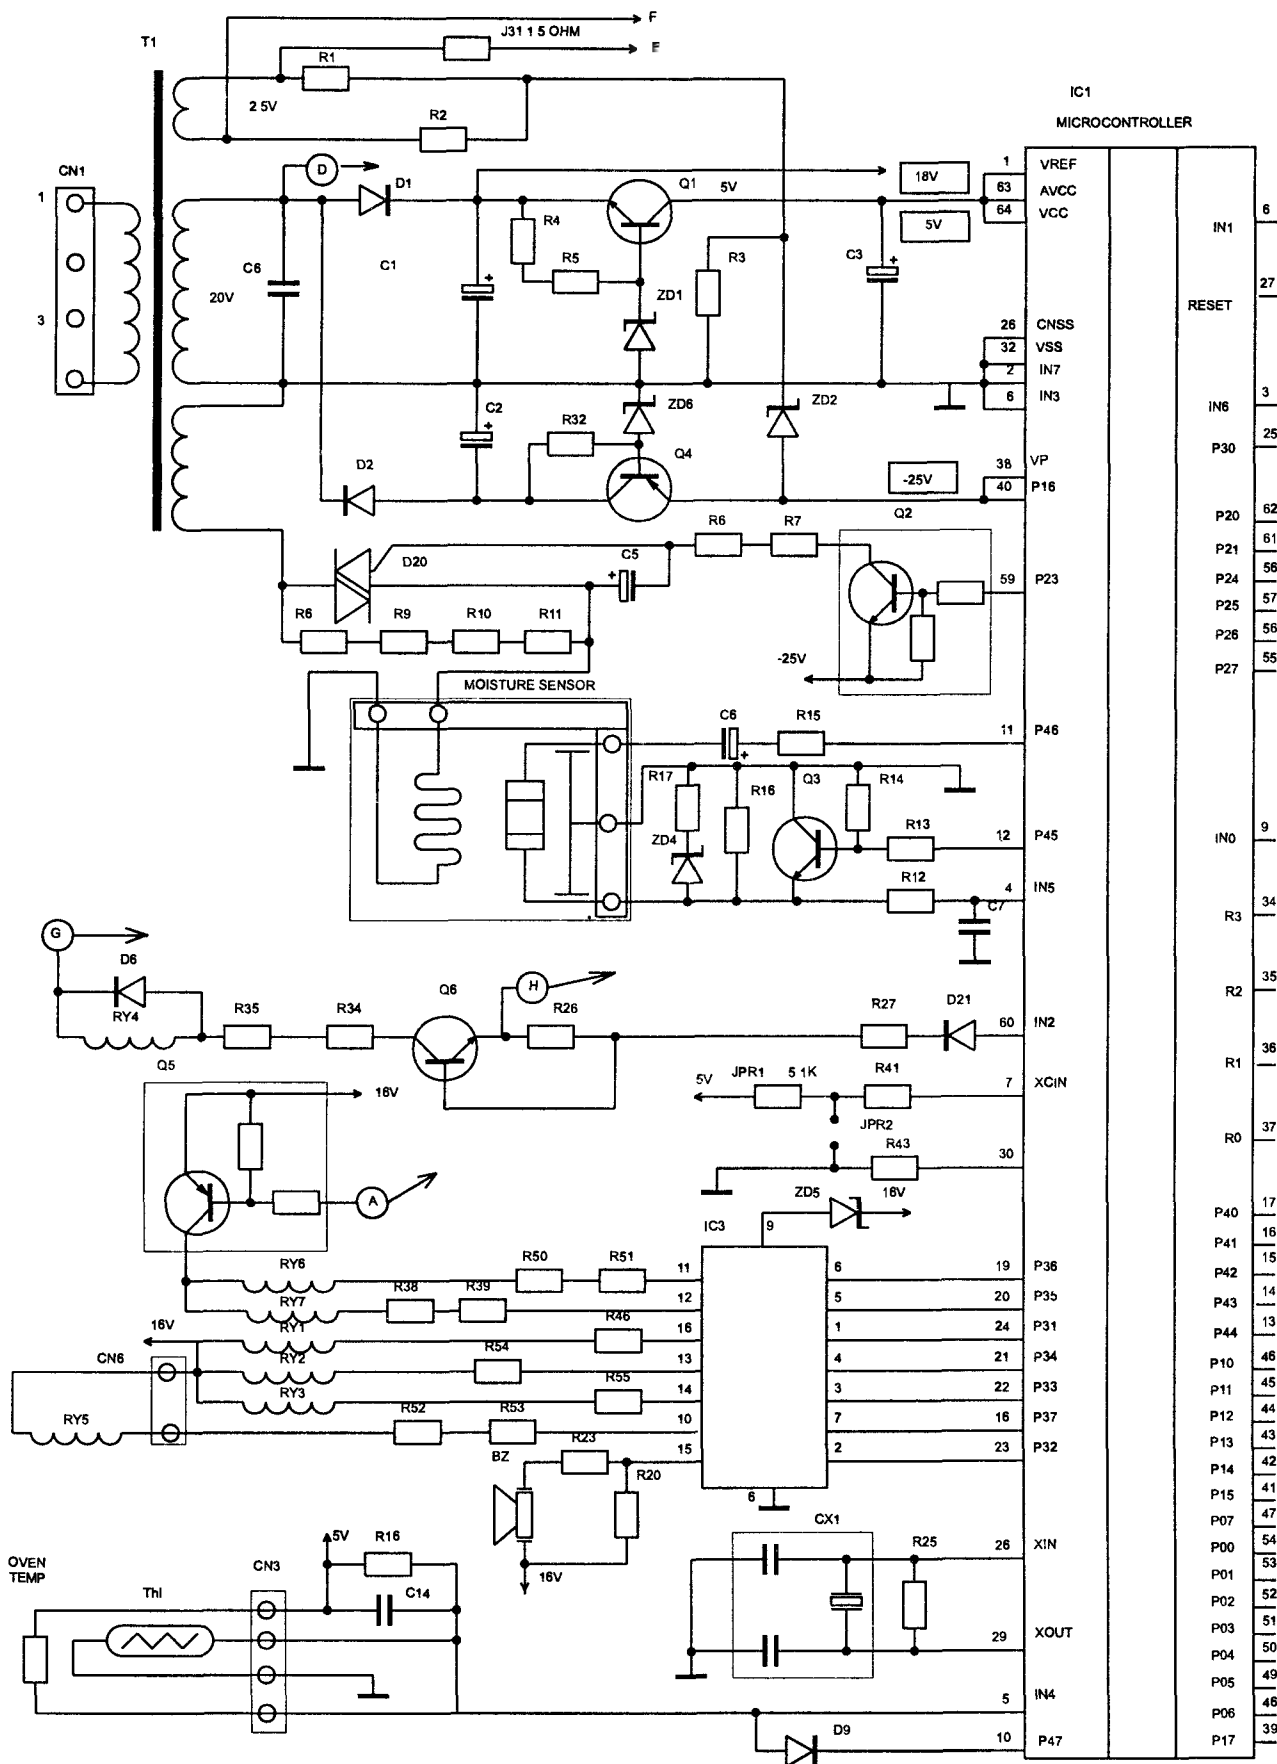 F
J31 1 5 OHM
E
T1
R1
2 5V
R2
IC1
MICROCONTROLLER
CN1
D
D1
Q1
5V
18V
1 VREF
63 AVCC
64 VCC
5V
IN1 6
1
R4
C6
C1
R5
R3
C3
+
+
20V
ZD1
27
RESET
3
26 CNSS
32 VSS
2 IN7
6 IN3
C2
+
ZD6
ZD2
R32
Q4
IN6 3
P30 25
D2
-25V
38 VP
40 P16
Q2
R6
R7
P20 62
P21 61
D20
C5
+
59 P23
P24 56
P25 57
P26 56
P27 55
R6
R9
R10
R11
-25V
MOISTURE SENSOR
C6
+
R15
11 P46
R17
R16
Q3
R14
ZD4
R13
12 P45
IN0 9
R12
4 IN5
C7
R3 34
G
D6
RY4
R35
R34
Q6
H
R26
R27
D21
60 IN2
R2 35
Q5
16V
5V
JPR1
5 1K
R41
7 XCIN
R1 36
JPR2
R43
30
R0 37
A
ZD5
16V
IC3
9
P40 17
P41 16
P42 15
P43 14
P44 13
RY6
R50
R51
11
6
19 P36
RY7
R38
R39
12
5
20 P35
16V
RY1
R46
16
1
24 P31
CN6
RY2
R54
13
4
21 P34
RY3
R55
14
3
22 P33
RY5
R52
R53
10
7
16 P37
BZ
R23
15
2
23 P32
R20
6
P10 46
P11 45
P12 44
P13 43
P14 42
P15 41
P07 47
P00 54
P01 53
P02 52
P03 51
P04 50
P05 49
P06 46
P17 39
16V
CX1
R25
26 XIN
29 XOUT
OVEN
TEMP
ThI
CN3
5V
R16
C14
5 IN4
D9
10 P47